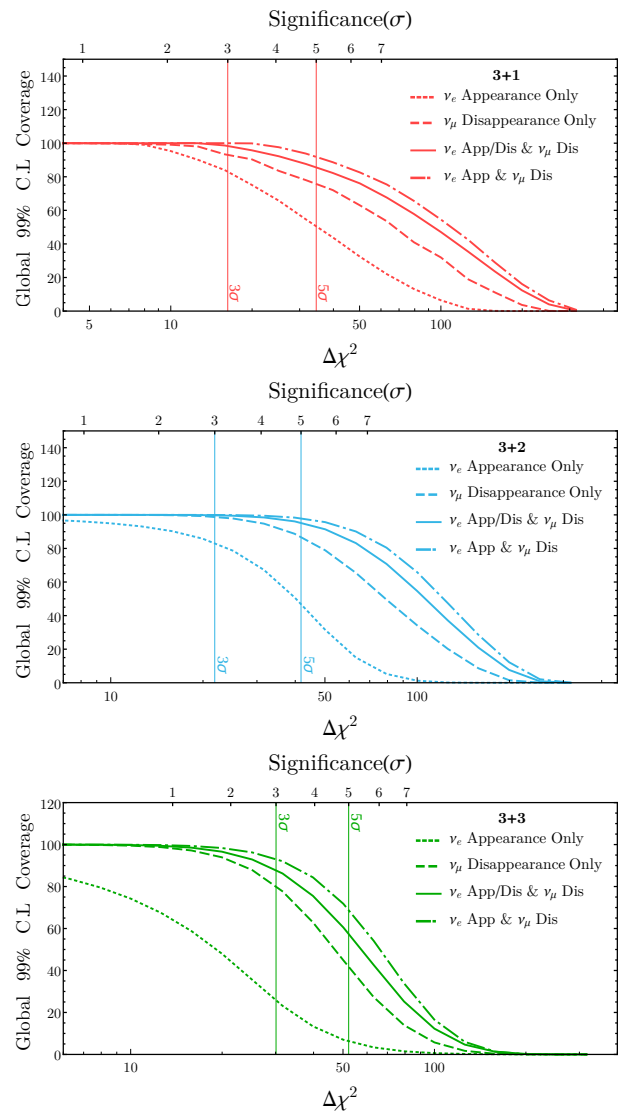 Significance(σ)
1 2 3 4 5 6 7
3+1
νe Appearance Only
νμ Disappearance Only
νe App/Dis & νμ Dis
νe App & νμ Dis
3σ
5σ
Global 99% C.L Coverage
140
120
100
80
60
40
20
0
5 10 50 100
Δχ²
Significance(σ)
1 2 3 4 5 6 7
3+2
νe Appearance Only
νμ Disappearance Only
νe App/Dis & νμ Dis
νe App & νμ Dis
3σ
5σ
Global 99% C.L Coverage
140
120
100
80
60
40
20
0
10 50 100
Δχ²
Significance(σ)
1 2 3 4 5 6 7
3+3
νe Appearance Only
νμ Disappearance Only
νe App/Dis & νμ Dis
νe App & νμ Dis
3σ
5σ
Global 99% C.L Coverage
120
100
80
60
40
20
0
10 50 100
Δχ²